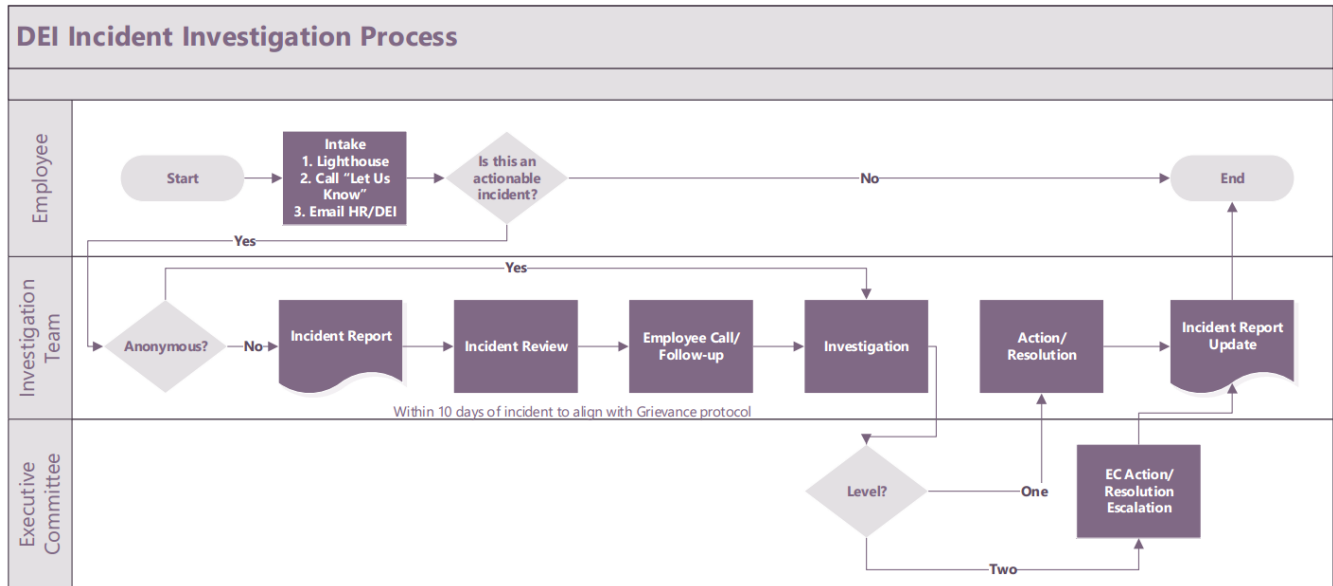 DEI Incident Investigation Process
Employee
Start
Intake
1. Lighthouse
2. Call “Let Us
Know”
3. Email HR/DEI
Is this an
actionable
incident?
No
End
Yes
Investigation
Team
Yes
Anonymous?
No
Incident Report
Incident Review
Employee Call/
Follow-up
Investigation
Action/
Resolution
Incident Report
Update
Within 10 days of incident to align with Grievance protocol
Executive
Committee
Level?
One
EC Action/
Resolution
Escalation
Two